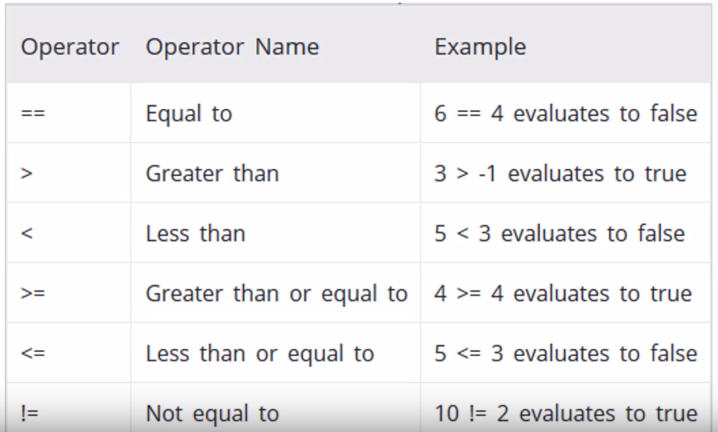 Operator Operator Name Example
== Equal to 6 == 4 evaluates to false
> Greater than 3 > -1 evaluates to true
< Less than 5 < 3 evaluates to false
>= Greater than or equal to 4 >= 4 evaluates to true
<= Less than or equal to 5 <= 3 evaluates to false
!= Not equal to 10 != 2 evaluates to true